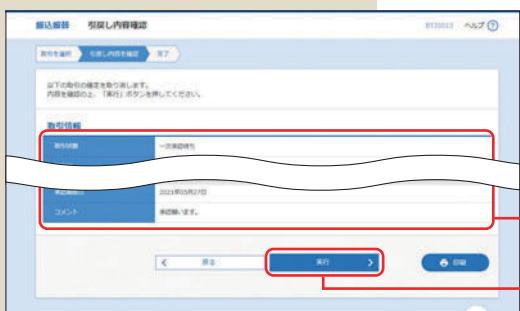 振込振替 引戻し内容確認
BTIS013 ヘルプ ?
取引を選択 引戻し内容を確認 完了
以下の取引の確定を取り消します。
内容を確認の上、「実行」ボタンを押してください。
取引情報
取引状態 一次承認待ち
2021年05月27日
コメント 承認願います。
戻る 実行 印刷